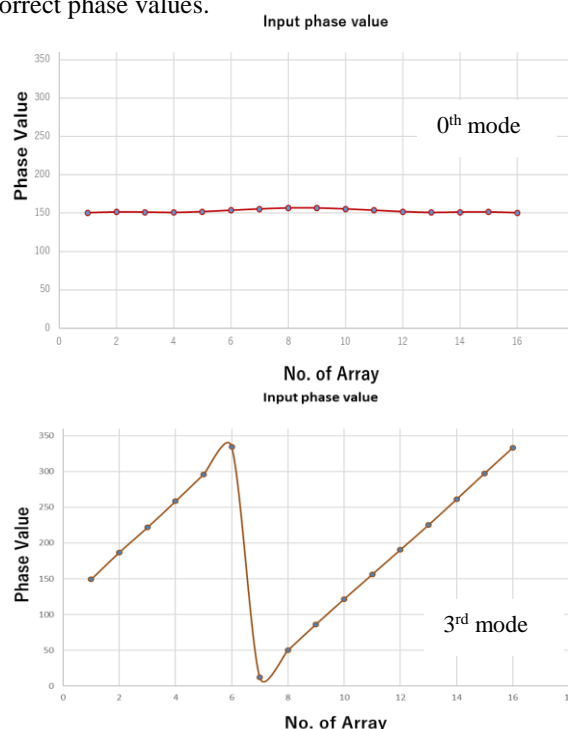 orrect phase values.
Input phase value
350
300
250
200
150
100
50
0
0 2 4 6 8 10 12 14 16
Phase Value
0th mode
No. of Array
Input phase value
350
300
250
200
150
100
50
0
0 2 4 6 8 10 12 14 16 18
Phase Value
3rd mode
No. of Array